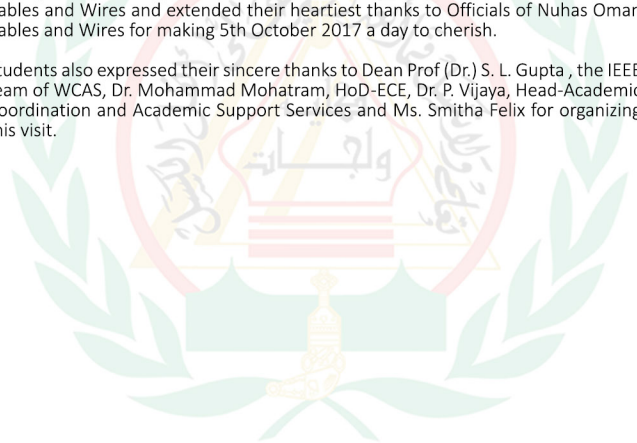 ables and Wires and extended their heartiest thanks to Officials of Nuhas Oman
ables and Wires for making 5th October 2017 a day to cherish.
tudents also expressed their sincere thanks to Dean Prof (Dr.) S. L. Gupta , the IEEE
eam of WCAS, Dr. Mohammad Mohatram, HoD-ECE, Dr. P. Vijaya, Head-Academic
oordination and Academic Support Services and Ms. Smitha Felix for organizing
his visit.